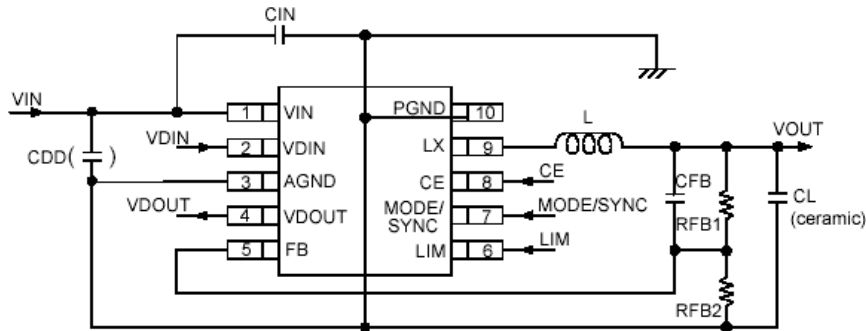 CIN
VIN
1 VIN
PGND 10
L
VDIN
2 VDIN
LX 9
VOUT
CDD( )
3 AGND
CE 8
CE
CFB
CL
(ceramic)
VDOUT
4 VDOUT
MODE/
SYNC
7
MODE/SYNC
RFB1
5 FB
LIM 6
LIM
RFB2